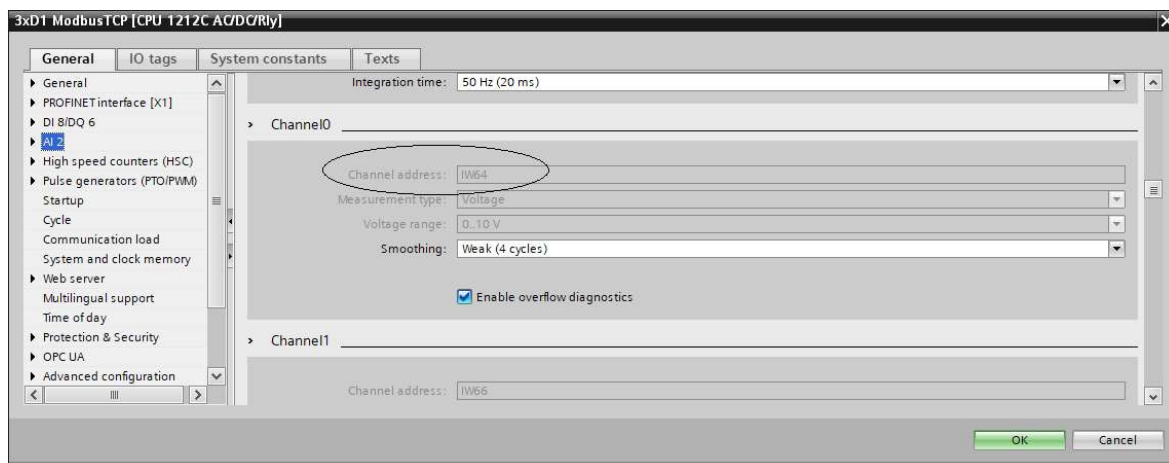 3xD1 ModbusTCP [CPU 1212C AC/DC/Rly]
General IO tags System constants Texts
General
PROFINET interface [X1]
DI 8/DQ 6
AI 2
High speed counters (HSC)
Pulse generators (PTO/PWM)
Startup
Cycle
Communication load
System and clock memory
Web server
Multilingual support
Time of day
Protection & Security
OPC UA
Advanced configuration
Integration time: 50 Hz (20 ms)
Channel0
Channel address: IW64
Measurement type: Voltage
Voltage range: 0..10 V
Smoothing: Weak (4 cycles)
Enable overflow diagnostics
Channel1
Channel address: IW66
OK Cancel